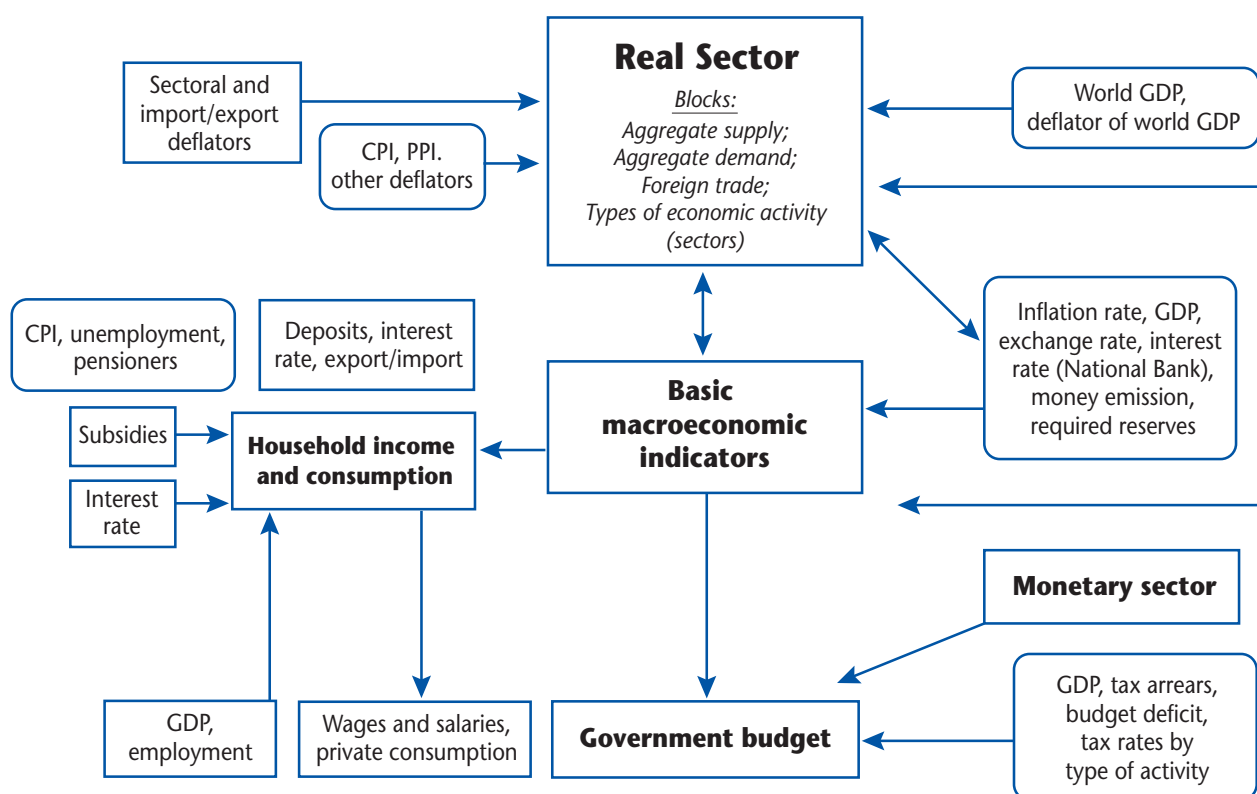 Real Sector
Blocks:
Aggregate supply;
Aggregate demand;
Foreign trade;
Types of economic activity
(sectors)
Sectoral and
import/export
deflators
CPI, PPI.
other deflators
World GDP,
deflator of world GDP
CPI, unemployment,
pensioners
Deposits, interest
rate, export/import
Inflation rate, GDP,
exchange rate, interest
rate (National Bank),
money emission,
required reserves
Basic
macroeconomic
indicators
Subsidies
Household income
and consumption
Interest
rate
Monetary sector
GDP,
employment
Wages and salaries,
private consumption
Government budget
GDP, tax arrears,
budget deficit,
tax rates by
type of activity